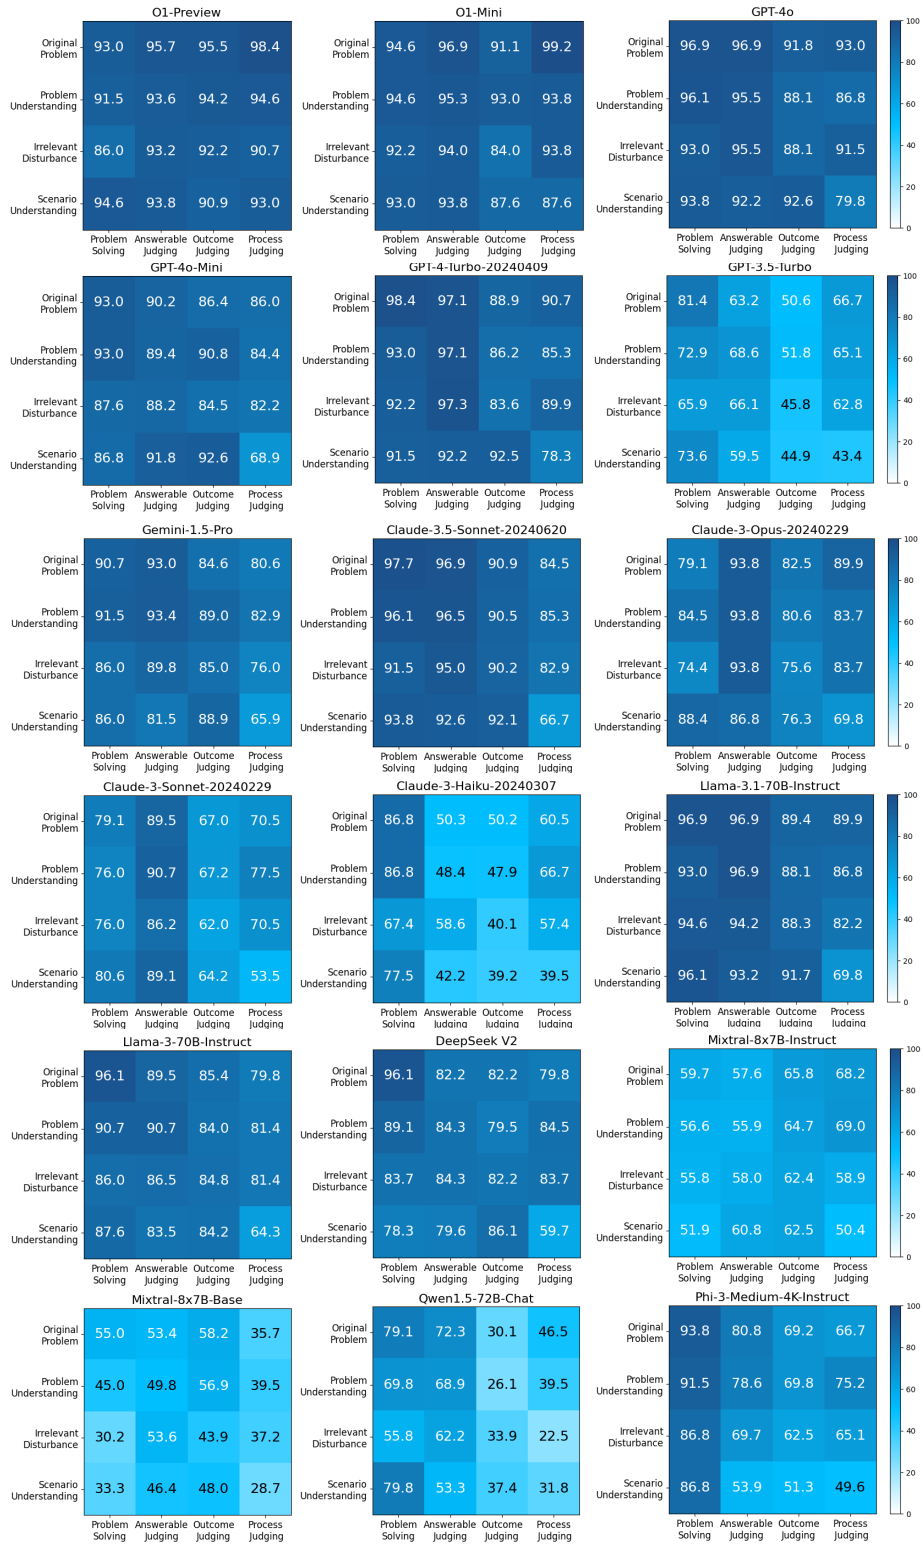 O1-Preview
Original
Problem
93.0 95.7 95.5 98.4
Problem
Understanding
91.5 93.6 94.2 94.6
Irrelevant
Disturbance
86.0 93.2 92.2 90.7
Scenario
Understanding
94.6 93.8 90.9 93.0
Problem Answerable Outcome Process
Solving Judging Judging Judging
O1-Mini
Original
Problem
94.6 96.9 91.1 99.2
Problem
Understanding
94.6 95.3 93.0 93.8
Irrelevant
Disturbance
92.2 94.0 84.0 93.8
Scenario
Understanding
93.0 93.8 87.6 87.6
Problem Answerable Outcome Process
Solving Judging Judging Judging
GPT-4o
Original
Problem
96.9 96.9 91.8 93.0
Problem
Understanding
96.1 95.5 88.1 86.8
Irrelevant
Disturbance
93.0 95.5 88.1 91.5
Scenario
Understanding
93.8 92.2 92.6 79.8
Problem Answerable Outcome Process
Solving Judging Judging Judging
100
80
60
40
20
0
GPT-4o-Mini
Original
Problem
93.0 90.2 86.4 86.0
Problem
Understanding
93.0 89.4 90.8 84.4
Irrelevant
Disturbance
87.6 88.2 84.5 82.2
Scenario
Understanding
86.8 91.8 92.6 68.9
Problem Answerable Outcome Process
Solving Judging Judging Judging
GPT-4-Turbo-20240409
Original
Problem
98.4 97.1 88.9 90.7
Problem
Understanding
93.0 97.1 86.2 85.3
Irrelevant
Disturbance
92.2 97.3 83.6 89.9
Scenario
Understanding
91.5 92.2 92.5 78.3
Problem Answerable Outcome Process
Solving Judging Judging Judging
GPT-3.5-Turbo
Original
Problem
81.4 63.2 50.6 66.7
Problem
Understanding
72.9 68.6 51.8 65.1
Irrelevant
Disturbance
65.9 66.1 45.8 62.8
Scenario
Understanding
73.6 59.5 44.9 43.4
Problem Answerable Outcome Process
Solving Judging Judging Judging
100
80
60
40
20
0
Gemini-1.5-Pro
Original
Problem
90.7 93.0 84.6 80.6
Problem
Understanding
91.5 93.4 89.0 82.9
Irrelevant
Disturbance
86.0 89.8 85.0 76.0
Scenario
Understanding
86.0 81.5 88.9 65.9
Problem Answerable Outcome Process
Solving Judging Judging Judging
Claude-3.5-Sonnet-20240620
Original
Problem
97.7 96.9 90.9 84.5
Problem
Understanding
96.1 96.5 90.5 85.3
Irrelevant
Disturbance
91.5 95.0 90.2 82.9
Scenario
Understanding
93.8 92.6 92.1 66.7
Problem Answerable Outcome Process
Solving Judging Judging Judging
Claude-3-Opus-20240229
Original
Problem
79.1 93.8 82.5 89.9
Problem
Understanding
84.5 93.8 80.6 83.7
Irrelevant
Disturbance
74.4 93.8 75.6 83.7
Scenario
Understanding
88.4 86.8 76.3 69.8
Problem Answerable Outcome Process
Solving Judging Judging Judging
100
80
60
40
20
0
Claude-3-Sonnet-20240229
Original
Problem
79.1 89.5 67.0 70.5
Problem
Understanding
76.0 90.7 67.2 77.5
Irrelevant
Disturbance
76.0 86.2 62.0 70.5
Scenario
Understanding
80.6 89.1 64.2 53.5
Problem Answerable Outcome Process
Solving Judging Judging Judging
Claude-3-Haiku-20240307
Original
Problem
86.8 50.3 50.2 60.5
Problem
Understanding
86.8 48.4 47.9 66.7
Irrelevant
Disturbance
67.4 58.6 40.1 57.4
Scenario
Understanding
77.5 42.2 39.2 39.5
Problem Answerable Outcome Process
Solving Judging Judging Judging
Llama-3.1-70B-Instruct
Original
Problem
96.9 96.9 89.4 89.9
Problem
Understanding
93.0 96.9 88.1 86.8
Irrelevant
Disturbance
94.6 94.2 88.3 82.2
Scenario
Understanding
96.1 93.2 91.7 69.8
Problem Answerable Outcome Process
Solving Judging Judging Judging
100
80
60
40
20
0
Llama-3-70B-Instruct
Original
Problem
96.1 89.5 85.4 79.8
Problem
Understanding
90.7 90.7 84.0 81.4
Irrelevant
Disturbance
86.0 86.5 84.8 81.4
Scenario
Understanding
87.6 83.5 84.2 64.3
Problem Answerable Outcome Process
Solving Judging Judging Judging
DeepSeek V2
Original
Problem
96.1 82.2 82.2 79.8
Problem
Understanding
89.1 84.3 79.5 84.5
Irrelevant
Disturbance
83.7 84.3 82.2 83.7
Scenario
Understanding
78.3 79.6 86.1 59.7
Problem Answerable Outcome Process
Solving Judging Judging Judging
Mixtral-8x7B-Instruct
Original
Problem
59.7 57.6 65.8 68.2
Problem
Understanding
56.6 55.9 64.7 69.0
Irrelevant
Disturbance
55.8 58.0 62.4 58.9
Scenario
Understanding
51.9 60.8 62.5 50.4
Problem Answerable Outcome Process
Solving Judging Judging Judging
100
80
60
40
20
0
Mixtral-8x7B-Base
Original
Problem
55.0 53.4 58.2 35.7
Problem
Understanding
45.0 49.8 56.9 39.5
Irrelevant
Disturbance
30.2 53.6 43.9 37.2
Scenario
Understanding
33.3 46.4 48.0 28.7
Problem Answerable Outcome Process
Solving Judging Judging Judging
Qwen1.5-72B-Chat
Original
Problem
79.1 72.3 30.1 46.5
Problem
Understanding
69.8 68.9 26.1 39.5
Irrelevant
Disturbance
55.8 62.2 33.9 22.5
Scenario
Understanding
79.8 53.3 37.4 31.8
Problem Answerable Outcome Process
Solving Judging Judging Judging
Phi-3-Medium-4K-Instruct
Original
Problem
93.8 80.8 69.2 66.7
Problem
Understanding
91.5 78.6 69.8 75.2
Irrelevant
Disturbance
86.8 69.7 62.5 65.1
Scenario
Understanding
86.8 53.9 51.3 49.6
Problem Answerable Outcome Process
Solving Judging Judging Judging
100
80
60
40
20
0